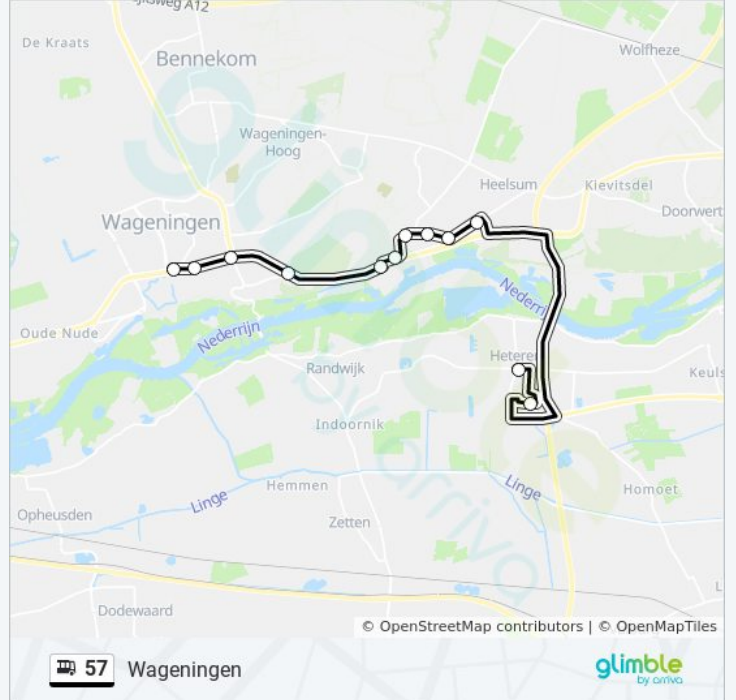 De Kraats
Bennekom
Wolfheze
Wageningen-
Hoog
Heelsum
Klevitsdel
Doorwert
Wageningen
Nederri
Oude Nude
Nederrijn
Heteren
Randwijk
Keuls
Indoornik
Linge
Hemmen
Linge
Homoet
Opheusden
Zetten
L
Dodewaard
© OpenStreetMap contributors | © OpenMapTiles
57 Wageningen
glimble
by arriva